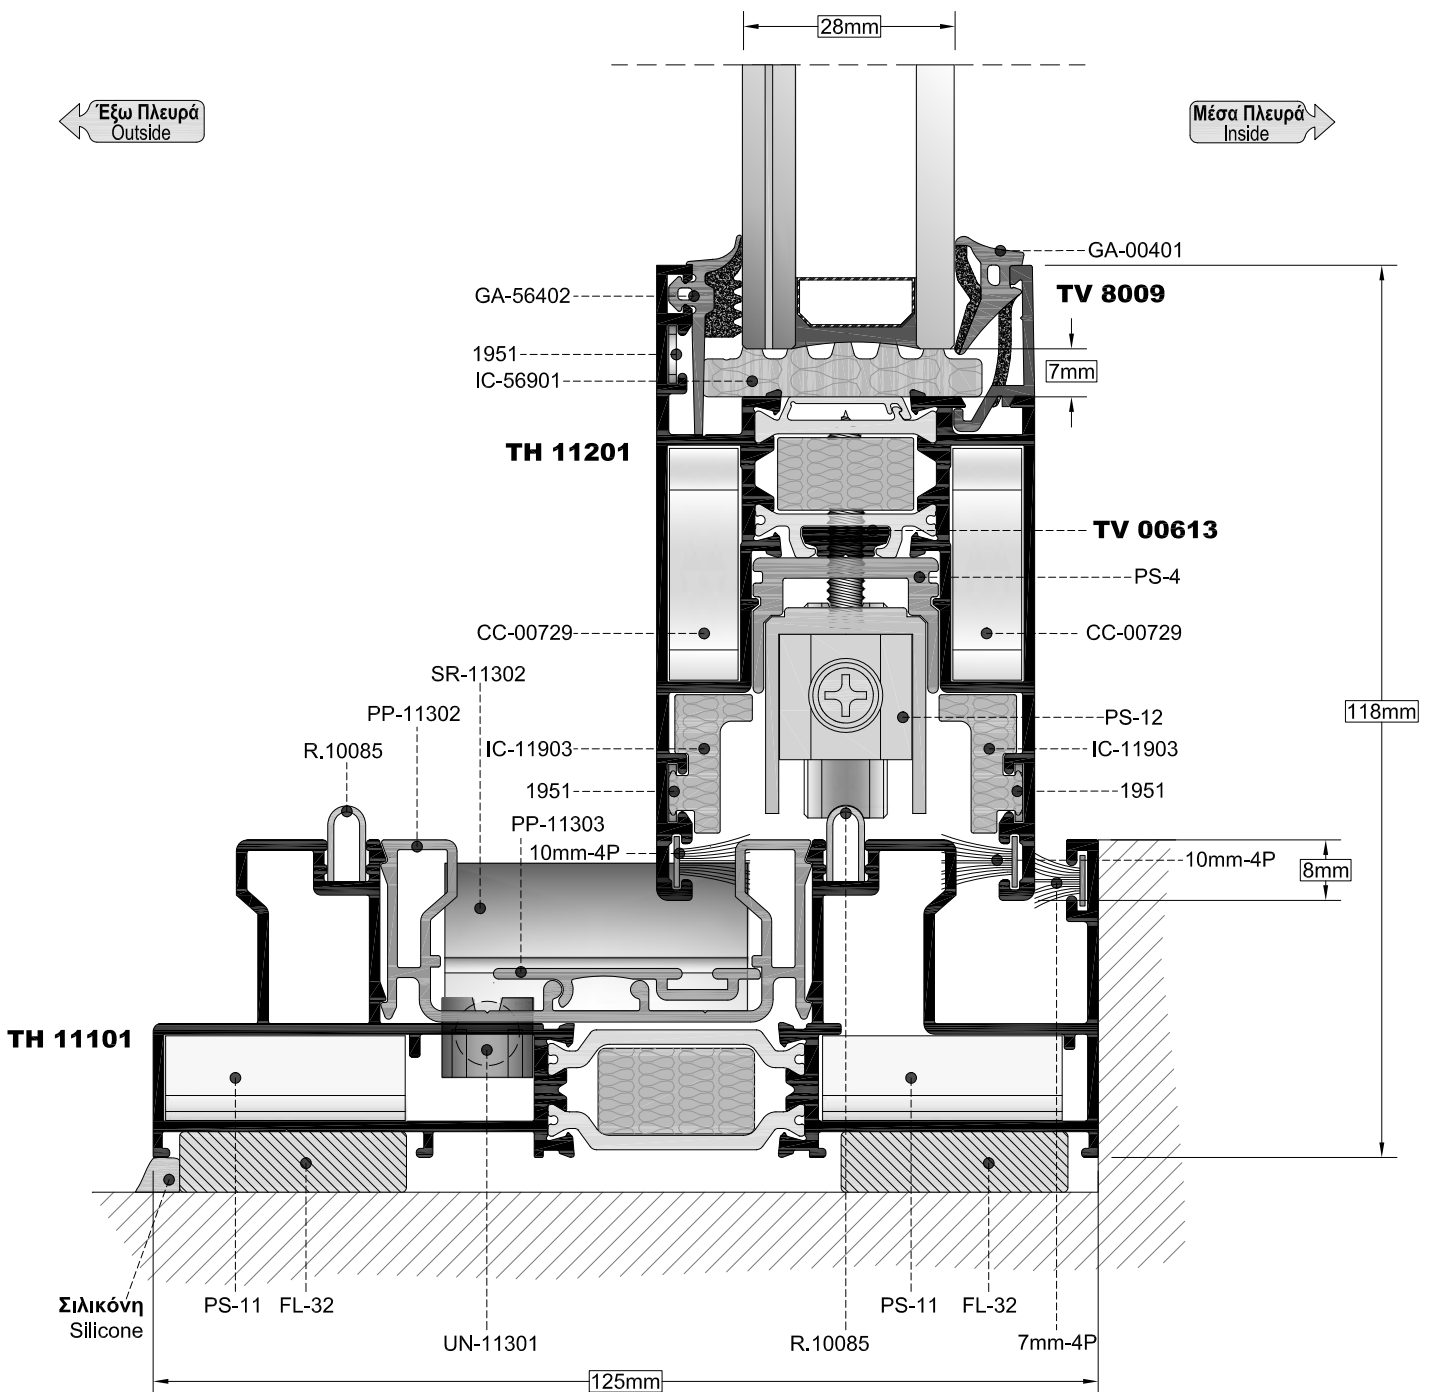 28mm
Έξω Πλευρά
Outside
Μέσα Πλευρά
Inside
GA-00401
GA-56402
TV 8009
1951
7mm
IC-56901
TH 11201
TV 00613
PS-4
CC-00729
CC-00729
SR-11302
PP-11302
118mm
PS-12
R.10085
IC-11903
IC-11903
1951
1951
PP-11303
10mm-4P
10mm-4P
8mm
TH 11101
Σιλικόνη
Silicone
PS-11
FL-32
PS-11
FL-32
UN-11301
R.10085
7mm-4P
125mm